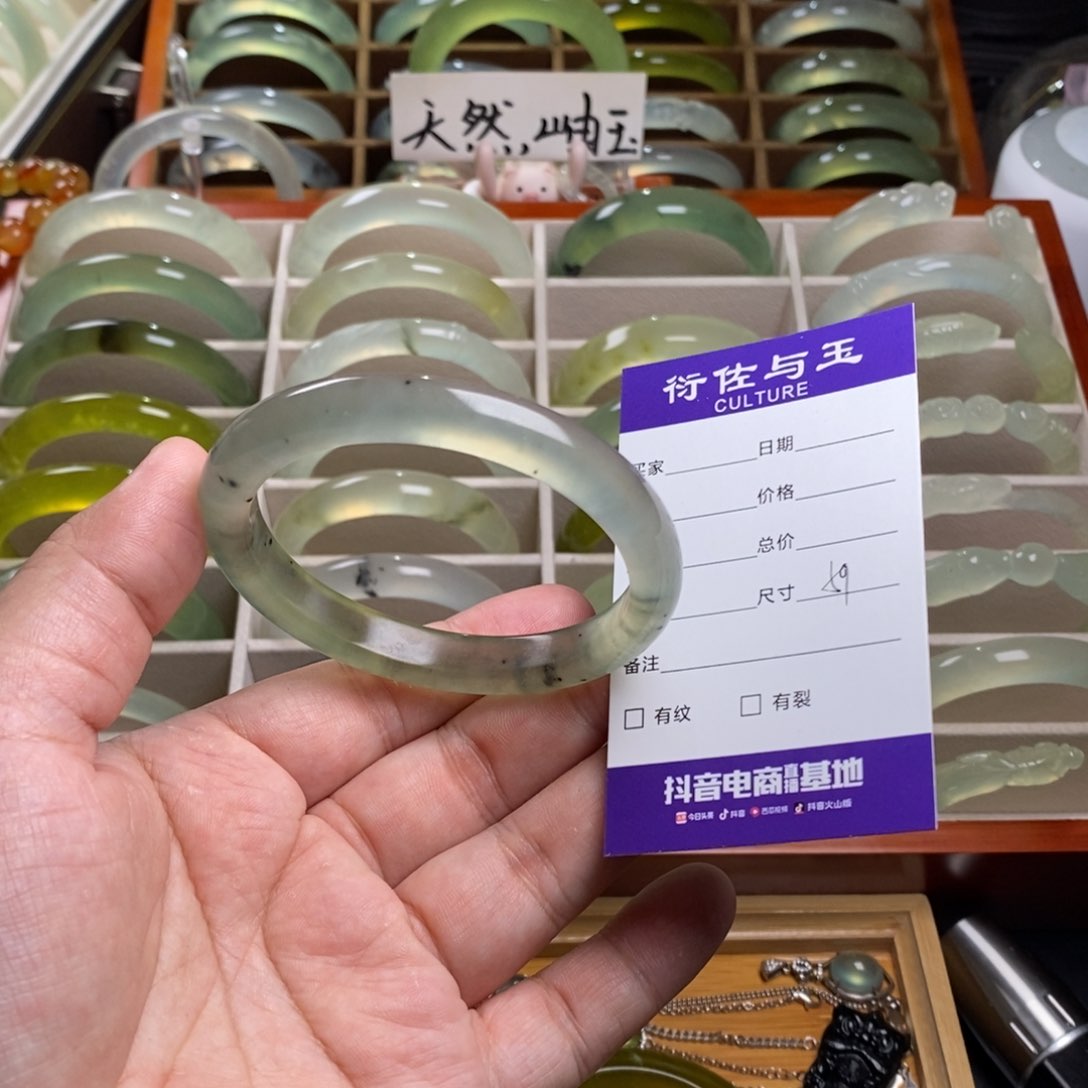 天然岫玉
衍佐与玉
CULTURE
买家 日期
价格
总价
尺寸 59
备注
有纹 有裂
抖音电商直播基地
今日头条 抖音 西瓜视频 抖音火山版